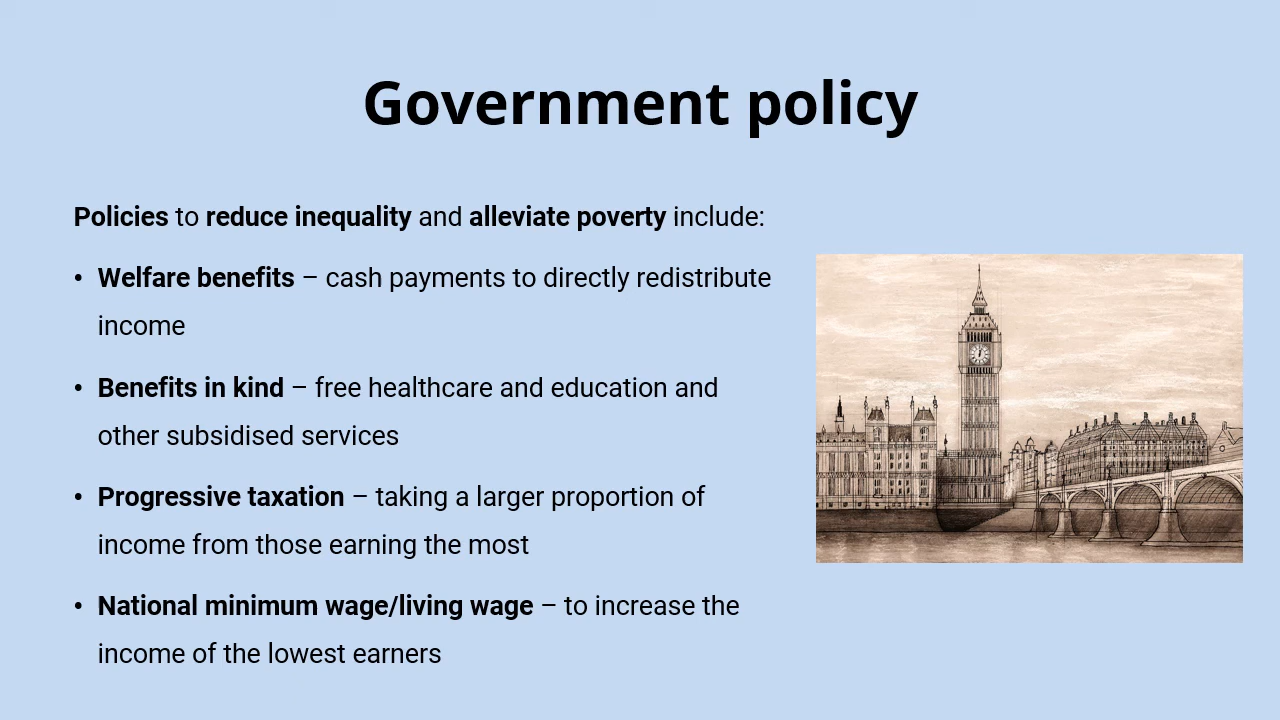 Government policy
Policies to reduce inequality and alleviate poverty include:
• Welfare benefits – cash payments to directly redistribute
income
• Benefits in kind – free healthcare and education and
other subsidised services
• Progressive taxation – taking a larger proportion of
income from those earning the most
• National minimum wage/living wage – to increase the
income of the lowest earners